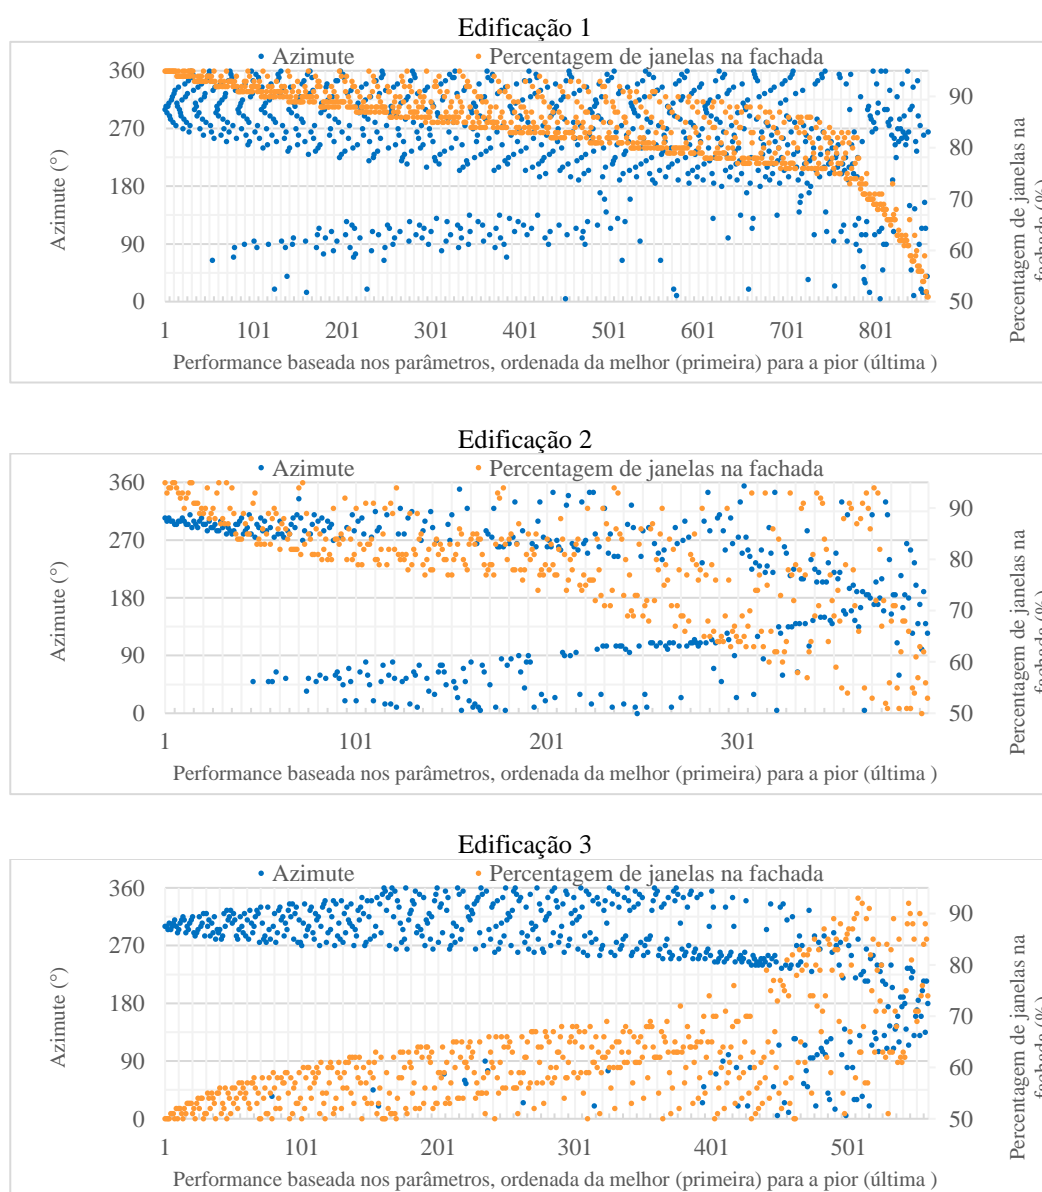 Edificação 1
Azimute
Percentagem de janelas na fachada
360
270
180
90
0
Azimute (°)
90
80
70
60
50
Percentagem de janelas na
fachada (%)
1
101
201
301
401
501
601
701
801
Performance baseada nos parâmetros, ordenada da melhor (primeira) para a pior (última )
Edificação 2
Azimute
Percentagem de janelas na fachada
360
270
180
90
0
Azimute (°)
90
80
70
60
50
Percentagem de janelas na
fachada (%)
1
101
201
301
Performance baseada nos parâmetros, ordenada da melhor (primeira) para a pior (última )
Edificação 3
Azimute
Percentagem de janelas na fachada
360
270
180
90
0
Azimute (°)
90
80
70
60
50
Percentagem de janelas na
fachada (%)
1
101
201
301
401
501
Performance baseada nos parâmetros, ordenada da melhor (primeira) para a pior (última )